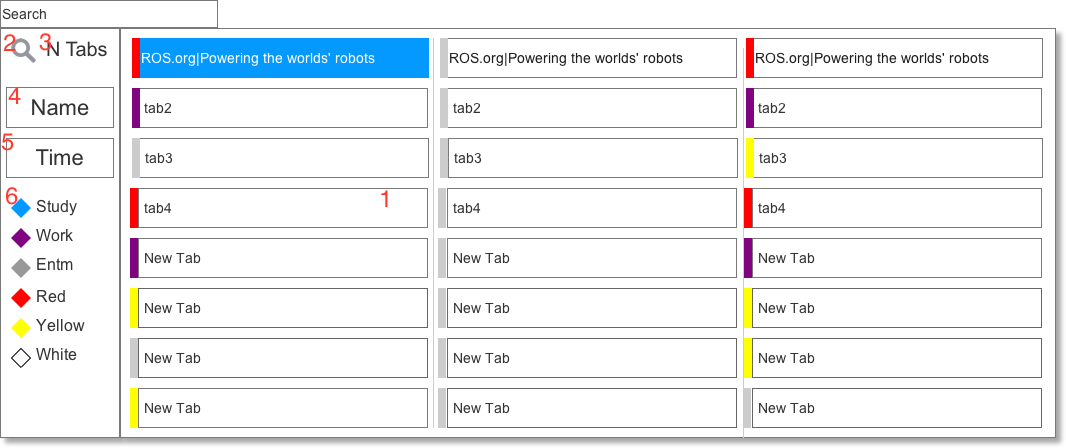 Search
2 3 N Tabs
4 Name
5 Time
6
Study
Work
Entm
Red
Yellow
White
ROS.org|Powering the worlds' robots
tab2
tab3
tab4 1
New Tab
New Tab
New Tab
New Tab
ROS.org|Powering the worlds' robots
tab2
tab3
tab4
New Tab
New Tab
New Tab
New Tab
ROS.org|Powering the worlds' robots
tab2
tab3
tab4
New Tab
New Tab
New Tab
New Tab